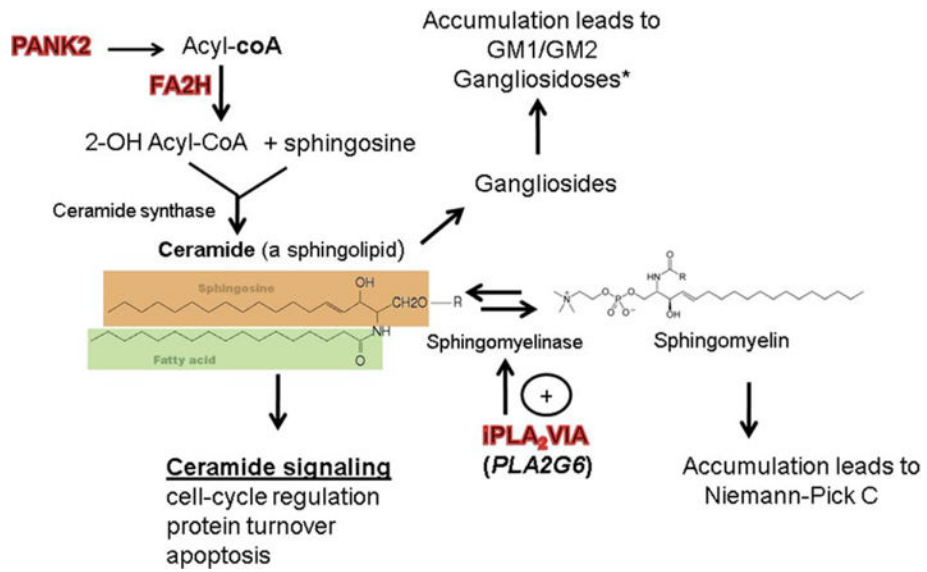 PANK2
Acyl-coA
FA2H
2-OH Acyl-CoA + sphingosine
Ceramide synthase
Ceramide (a sphingolipid)
Accumulation leads to
GM1/GM2
Gangliosidoses*
Gangliosides
Sphingosine
OH
CH2O — R
NH
O
Fatty acid
Sphingomyelinase
O
HN
R
N+
O
P
O
O
O-
OH
Sphingomyelin
+
iPLA₂VIA
(PLA2G6)
Ceramide signaling
cell-cycle regulation
protein turnover
apoptosis
Accumulation leads to
Niemann-Pick C